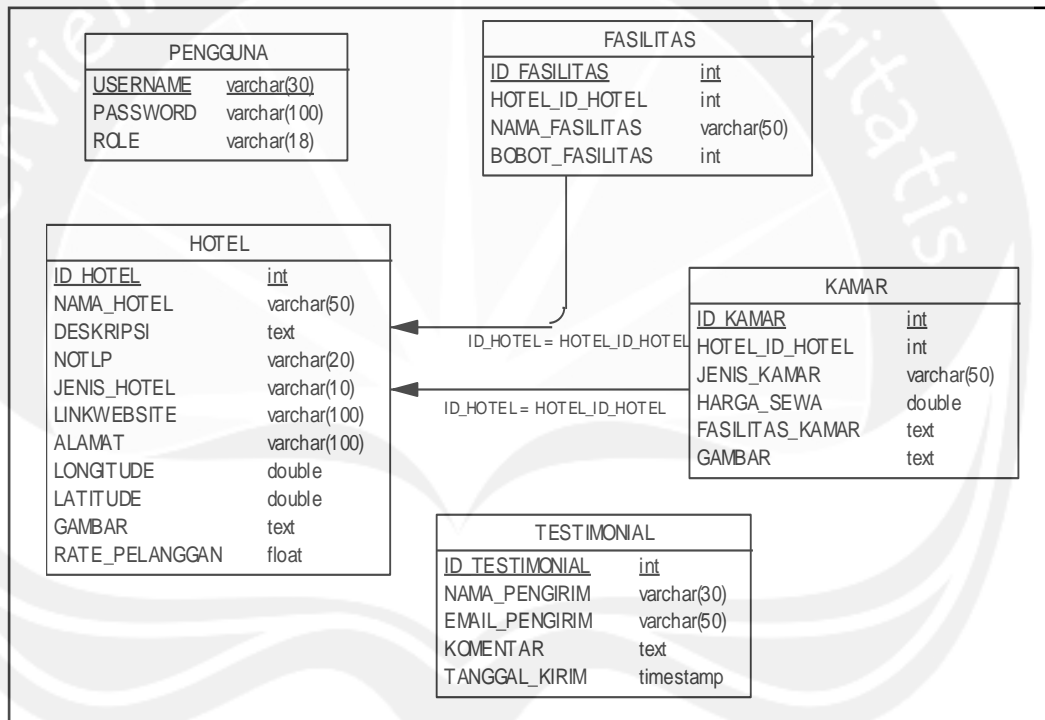 PENGGUNA
USERNAME varchar(30)
PASSWORD varchar(100)
ROLE varchar(18)
FASILITAS
ID_FASILITAS int
HOTEL_ID_HOTEL int
NAMA_FASILITAS varchar(50)
BOBOT_FASILITAS int
HOTEL
ID_HOTEL int
NAMA_HOTEL varchar(50)
DESKRIPSI text
NOTLP varchar(20)
JENIS_HOTEL varchar(10)
LINKWEBSITE varchar(100)
ALAMAT varchar(100)
LONGITUDE double
LATITUDE double
GAMBAR text
RATE_PELANGGAN float
ID_HOTEL = HOTEL_ID_HOTEL
ID_HOTEL = HOTEL_ID_HOTEL
KAMAR
ID_KAMAR int
HOTEL_ID_HOTEL int
JENIS_KAMAR varchar(50)
HARGA_SEWA double
FASILITAS_KAMAR text
GAMBAR text
TESTIMONIAL
ID_TESTIMONIAL int
NAMA_PENGIRIM varchar(30)
EMAIL_PENGIRIM varchar(50)
KOMENTAR text
TANGGAL_KIRIM timestamp